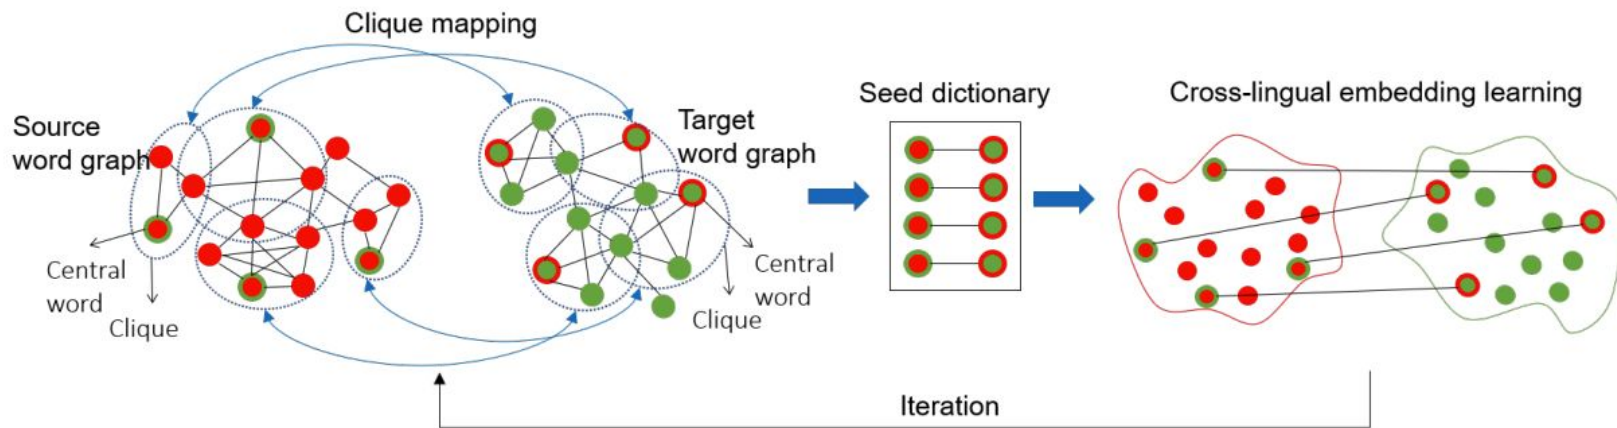 Clique mapping
Source
word graph
Central
word
Clique
Target
word graph
Central
word
Clique
Seed dictionary
Cross-lingual embedding learning
Iteration